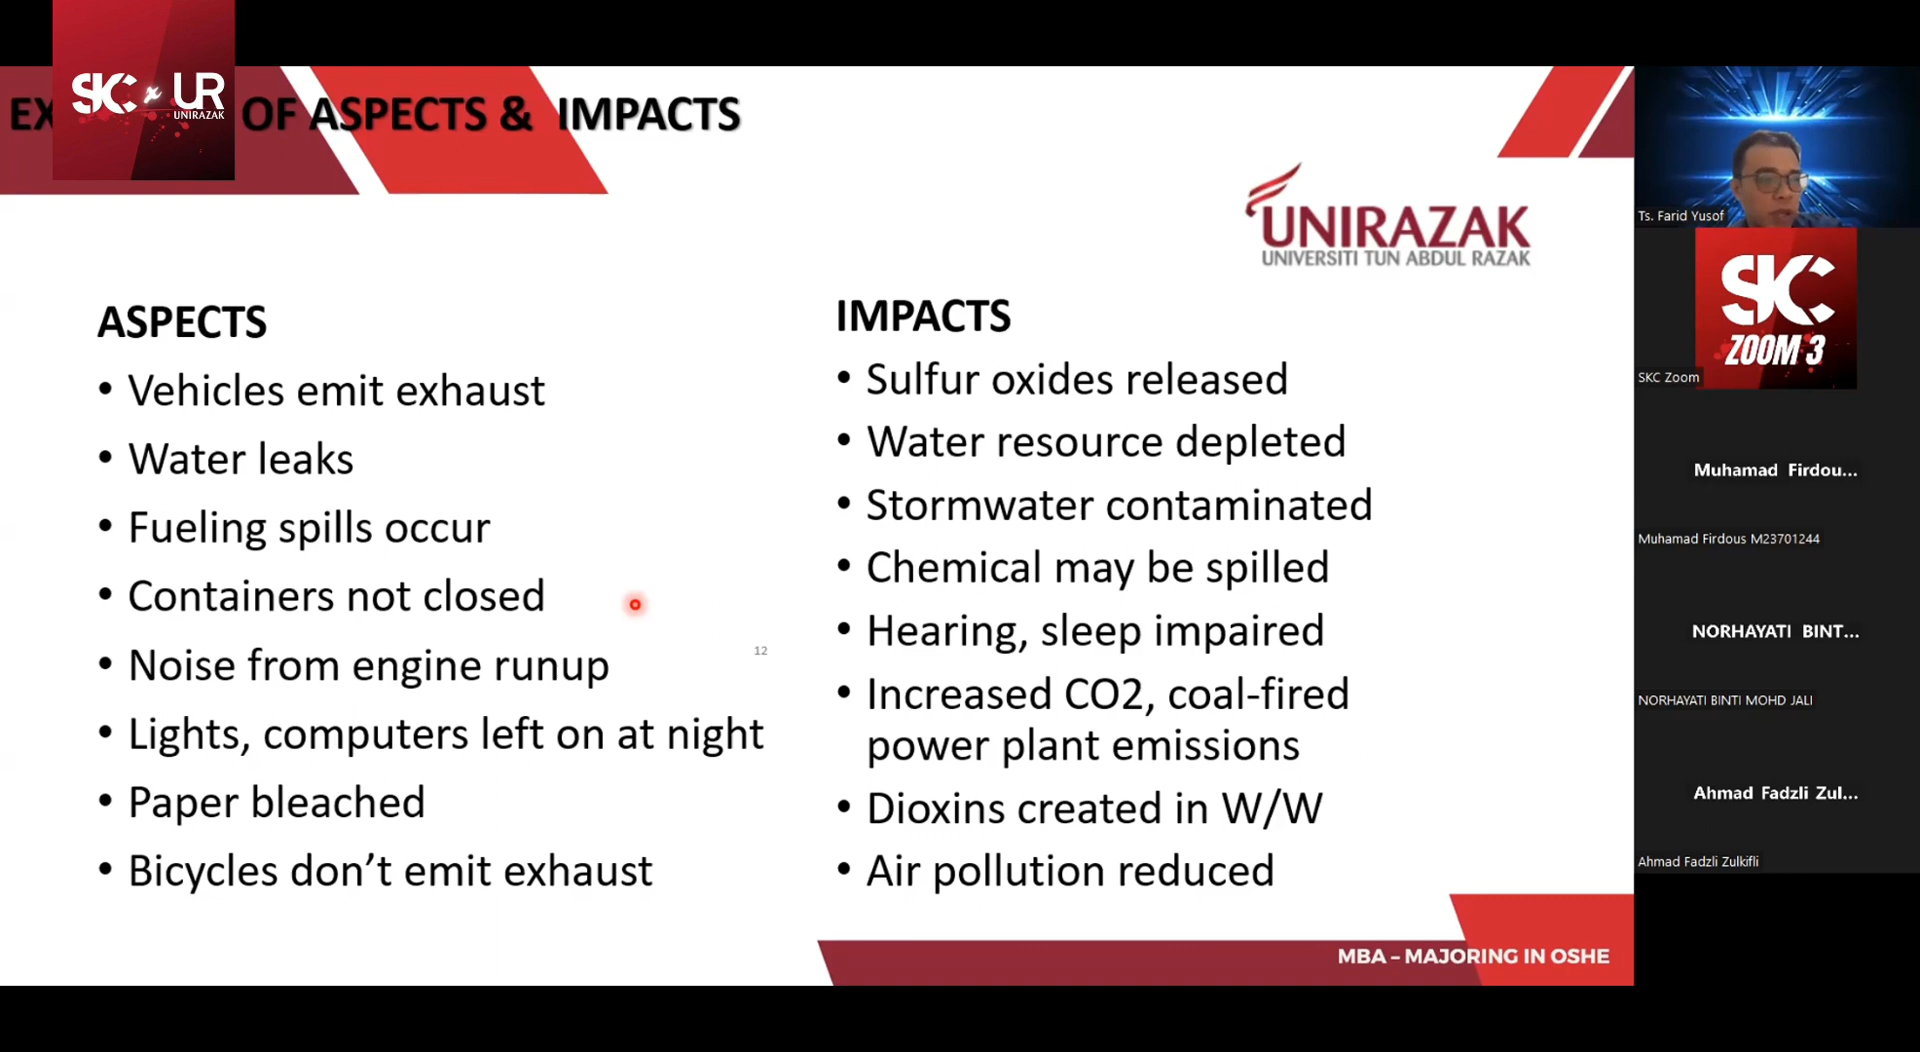 SKC x UR
UNIRAZAK
EX OF ASPECTS & IMPACTS
UNIRAZAK
UNIVERSITI TUN ABDUL RAZAK
ASPECTS
• Vehicles emit exhaust
• Water leaks
• Fueling spills occur
• Containers not closed
• Noise from engine runup
• Lights, computers left on at night
• Paper bleached
• Bicycles don’t emit exhaust
12
IMPACTS
• Sulfur oxides released
• Water resource depleted
• Stormwater contaminated
• Chemical may be spilled
• Hearing, sleep impaired
• Increased CO2, coal-fired
power plant emissions
• Dioxins created in W/W
• Air pollution reduced
MBA – MAJORING IN OSHE
Ts. Farid Yusof
SKC
ZOOM 3
SKC Zoom
Muhamad Firdou...
Muhamad Firdous M23701244
NORHAYATI BINT...
NORHAYATI BINTI MOHD JALI
Ahmad Fadzli Zul...
Ahmad Fadzli Zulkifli